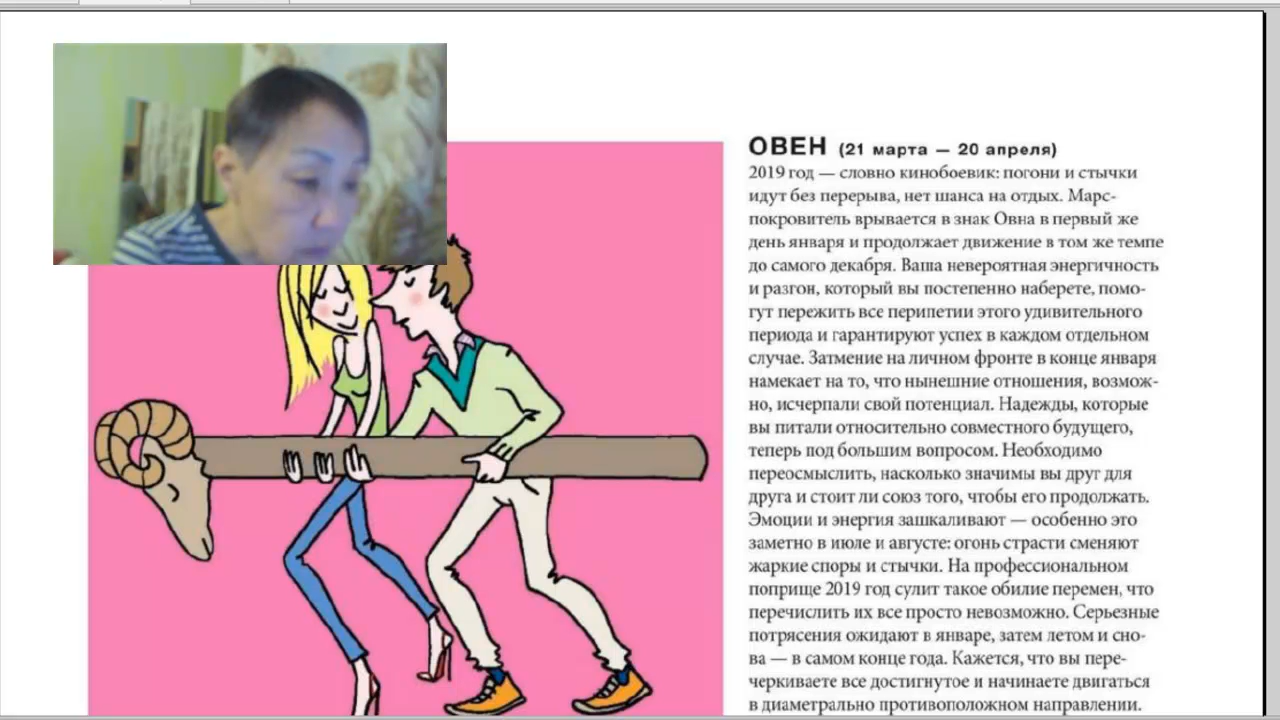 ОВЕН (21 марта — 20 апреля)
2019 год — словно кинобоевик: погони и стычки
идут без перерыва, нет шанса на отдых. Марс-
покровитель врывается в знак Овна в первый же
день января и продолжает движение в том же темпе
до самого декабря. Ваша невероятная энергичность
и разгон, который вы постепенно наберете, помо-
гут пережить все перипетии этого удивительного
периода и гарантируют успех в каждом отдельном
случае. Затмение на личном фронте в конце января
намекает на то, что нынешние отношения, возмож-
но, исчерпали свой потенциал. Надежды, которые
вы питали относительно совместного будущего,
теперь под большим вопросом. Необходимо
переосмыслить, насколько значимы вы друг для
друга и стоит ли союз того, чтобы его продолжать.
Эмоции и энергия зашкаливают — особенно это
заметно в июле и августе: огонь страсти сменяют
жаркие споры и стычки. На профессиональном
поприще 2019 год сулит такое обилие перемен, что
перечислить их все просто невозможно. Серьезные
потрясения ожидают в январе, затем летом и сно-
ва — в самом конце года. Кажется, что вы пере-
черкиваете все достигнутое и начинаете двигаться
в диаметрально противоположном направлении.